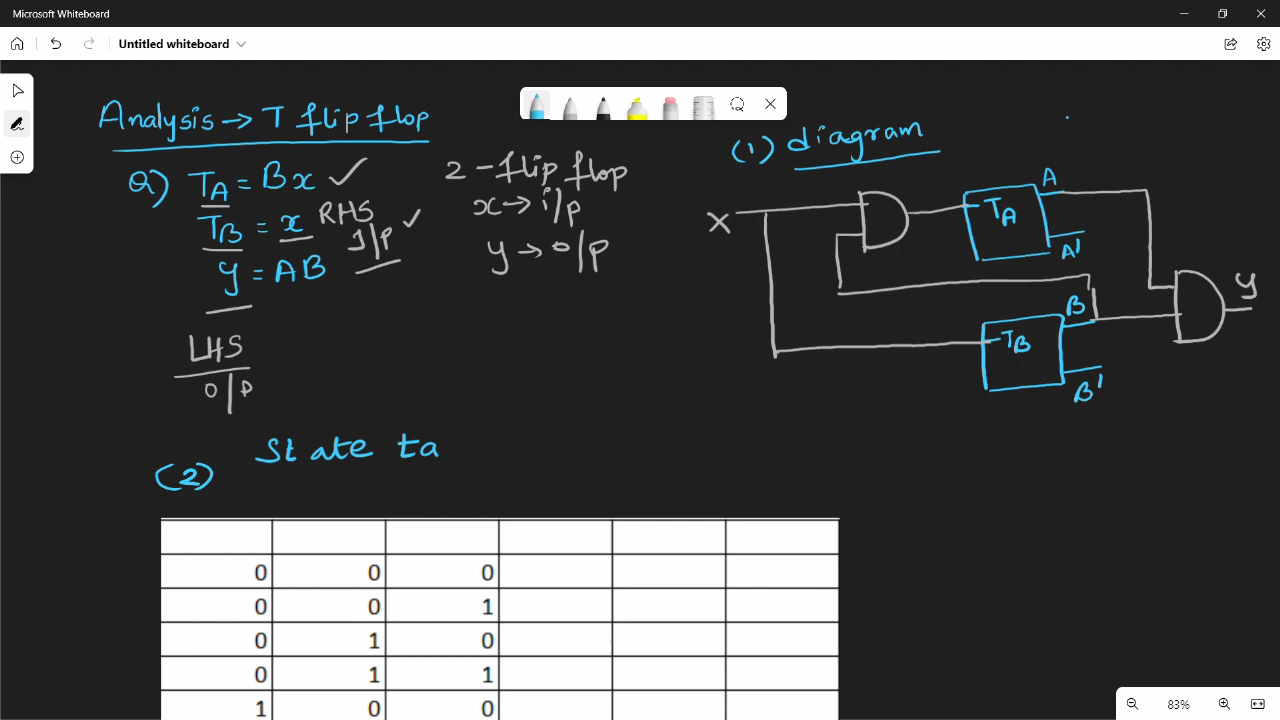 Microsoft Whiteboard
Untitled whiteboard
Analysis → T flip flop
Q) TA = Bx ✓
TB = x RHS
I/P ✓
y = AB
LHS
O/P
2 - flip flop
x → i/p
y → o/p
(1) diagram
X
TA
A
A'
TB
B
B'
y
(2) State ta
0 0 0
0 0 1
0 1 0
0 1 1
1 0 0
83%